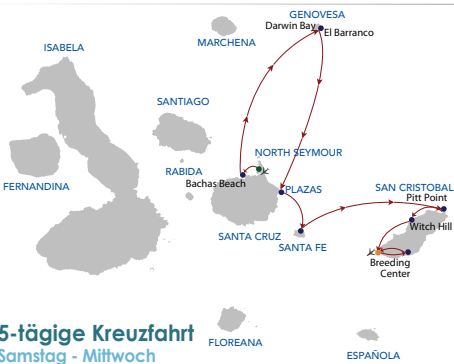 GENOVESA
Darwin Bay
El Barranco
MARCHENA
ISABELA
SANTIAGO
NORTH SEYMOUR
RABIDA
Bachas Beach
FERNANDINA
PLAZAS
SAN CRISTOBAL
Pitt Point
SANTA CRUZ
SANTA FE
Witch Hill
Breeding
Center
5-tägige Kreuzfahrt
Samstag - Mittwoch
FLOREANA
ESPAÑOLA